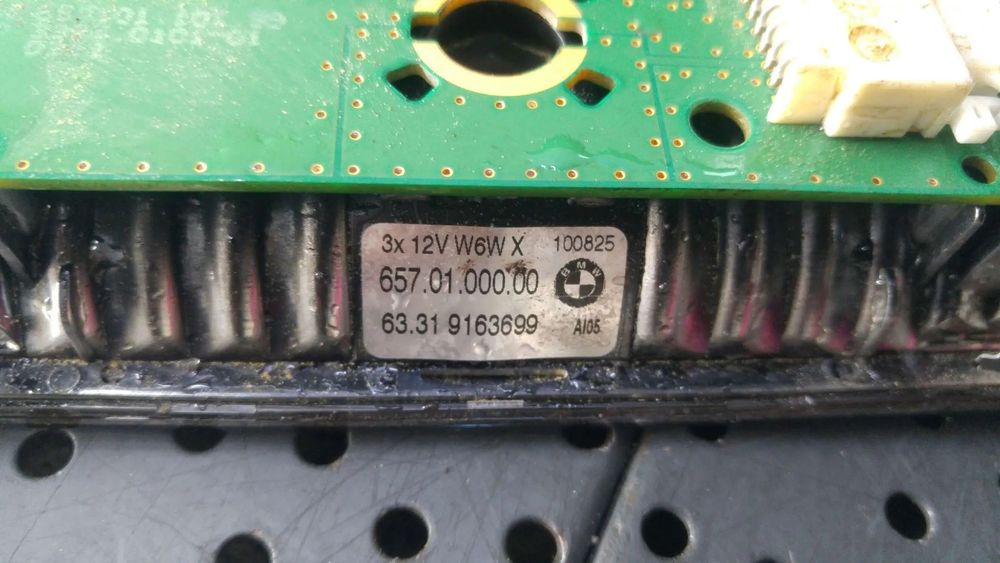 3x 12V W6W X 100825
657.01.000.00 BMW
63.31 9163699 AI05